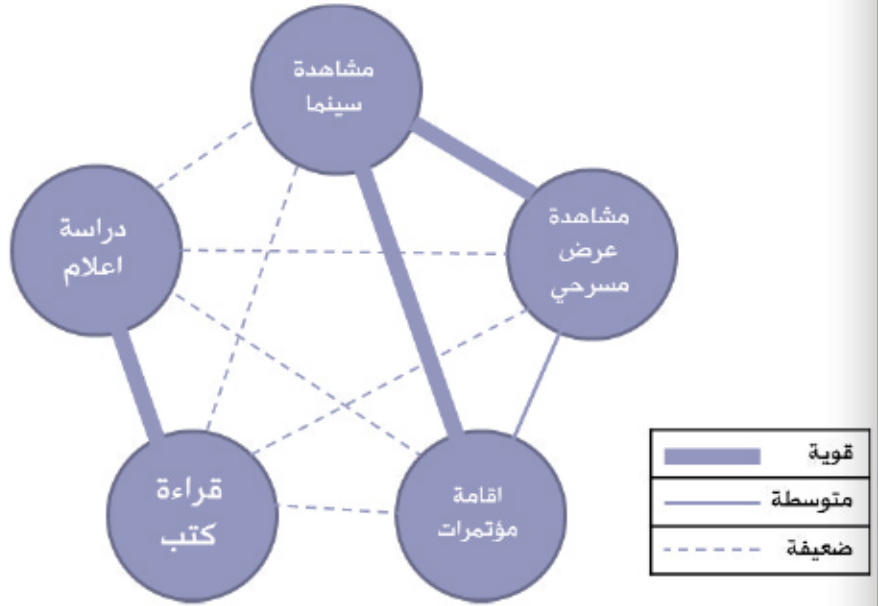 مشاهدة
سينما
مشاهدة
عرض
مسرحي
دراسة
اعلام
قراءة
كتب
اقامة
مؤتمرات
قوية
متوسطة
ضعيفة